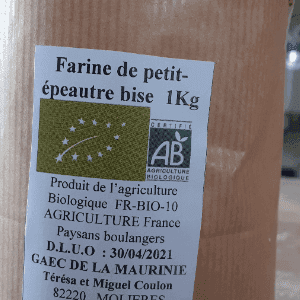 Farine de petit-
épeautre bise 1Kg
CERTIFIÉ
AB
AGRICULTURE
BIOLOGIQUE
Produit de l'agriculture
Biologique FR-BIO-10
AGRICULTURE France
Paysans boulangers
D.L.U.O : 30/04/2021
GAEC DE LA MAURINIE
Térésa et Miguel Coulon
82220 MOLIERES